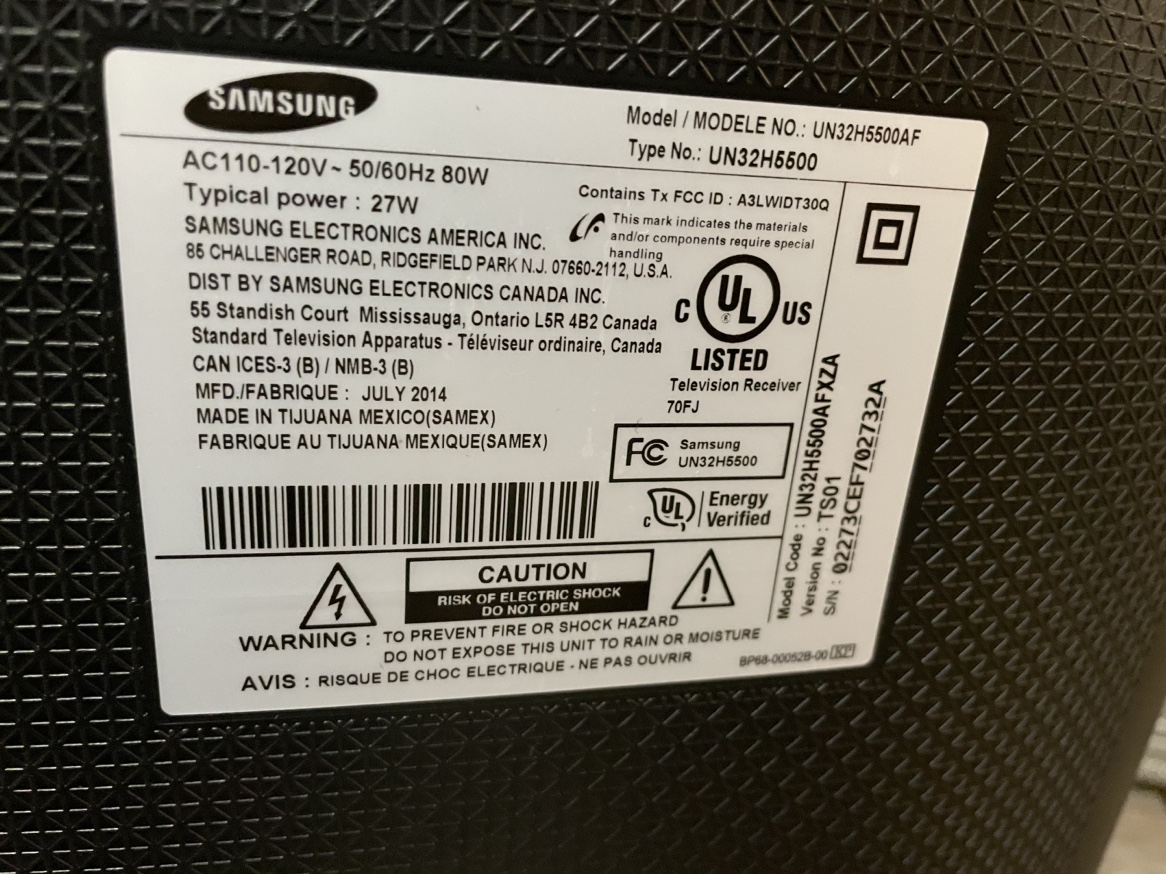 SAMSUNG
Model / MODELE NO.: UN32H5500AF
Type No.: UN32H5500
AC110-120V~ 50/60Hz 80W
Typical power : 27W
SAMSUNG ELECTRONICS AMERICA INC.
85 CHALLENGER ROAD, RIDGEFIELD PARK N.J. 07660-2112, U.S.A.
DIST BY SAMSUNG ELECTRONICS CANADA INC.
55 Standish Court Mississauga, Ontario L5R 4B2 Canada
Standard Television Apparatus - Téléviseur ordinaire, Canada
CAN ICES-3 (B) / NMB-3 (B)
MFD./FABRIQUE : JULY 2014
MADE IN TIJUANA MEXICO(SAMEX)
FABRIQUE AU TIJUANA MEXIQUE(SAMEX)
Contains Tx FCC ID : A3LWIDT30Q
This mark indicates the materials
and/or components require special
handling
C UL US
LISTED
Television Receiver
70FJ
FC Samsung
UN32H5500
C UL Energy
Verified
Model Code : UN32H5500AFXZA
Version No : TS01
S/N : 02273CEF702732A
CAUTION
RISK OF ELECTRIC SHOCK
DO NOT OPEN
WARNING : TO PREVENT FIRE OR SHOCK HAZARD
DO NOT EXPOSE THIS UNIT TO RAIN OR MOISTURE
AVIS : RISQUE DE CHOC ELECTRIQUE - NE PAS OUVRIR
BP68-00052B-00